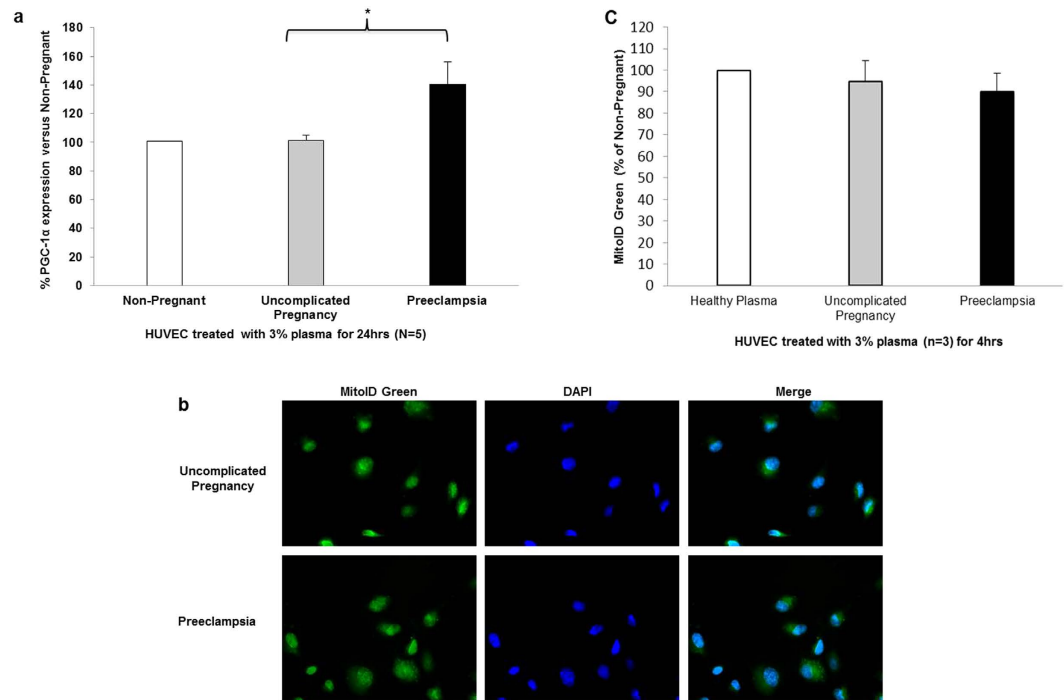 a
% PGC-1α expression versus Non-Pregnant
180
160
140
120
100
80
60
40
20
0
*
Non-Pregnant
Uncomplicated
Pregnancy
Preeclampsia
HUVEC treated with 3% plasma for 24hrs (N=5)
C
MitoID Green (% of Non-Pregnant)
120
110
100
90
80
70
60
50
40
30
20
10
0
Healthy Plasma
Uncomplicated
Pregnancy
Preeclampsia
HUVEC treated with 3% plasma (n=3) for 4hrs
b
MitoID Green
DAPI
Merge
Uncomplicated
Pregnancy
Preeclampsia